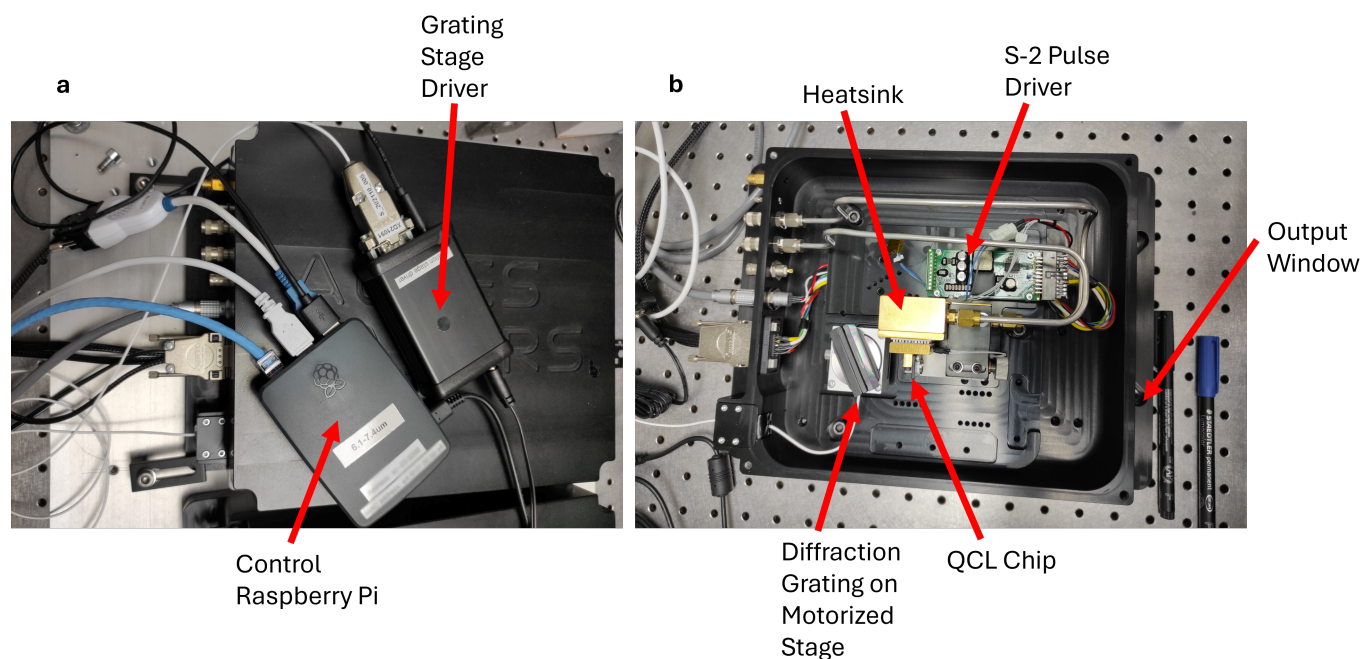 a
Grating
Stage
Driver
Control
Raspberry Pi
6.1-7.4um
b
Heatsink
S-2 Pulse
Driver
Output
Window
Diffraction
Grating on
Motorized
Stage
QCL Chip
STAEDTLER permanent